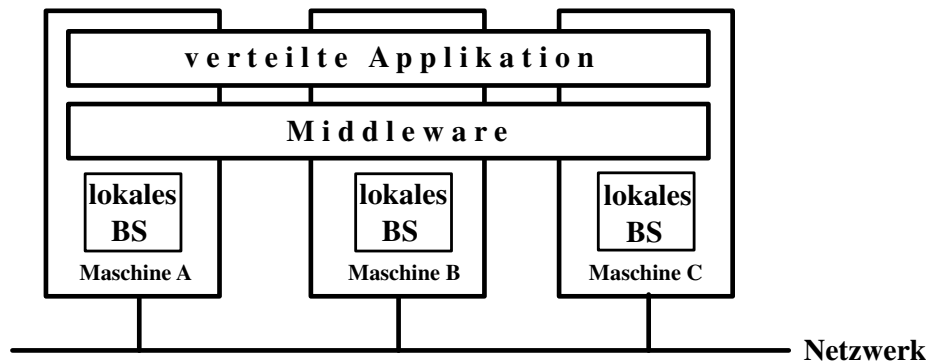 verteilte Applikation
Middleware
lokales
BS
lokales
BS
lokales
BS
Maschine A
Maschine B
Maschine C
Netzwerk